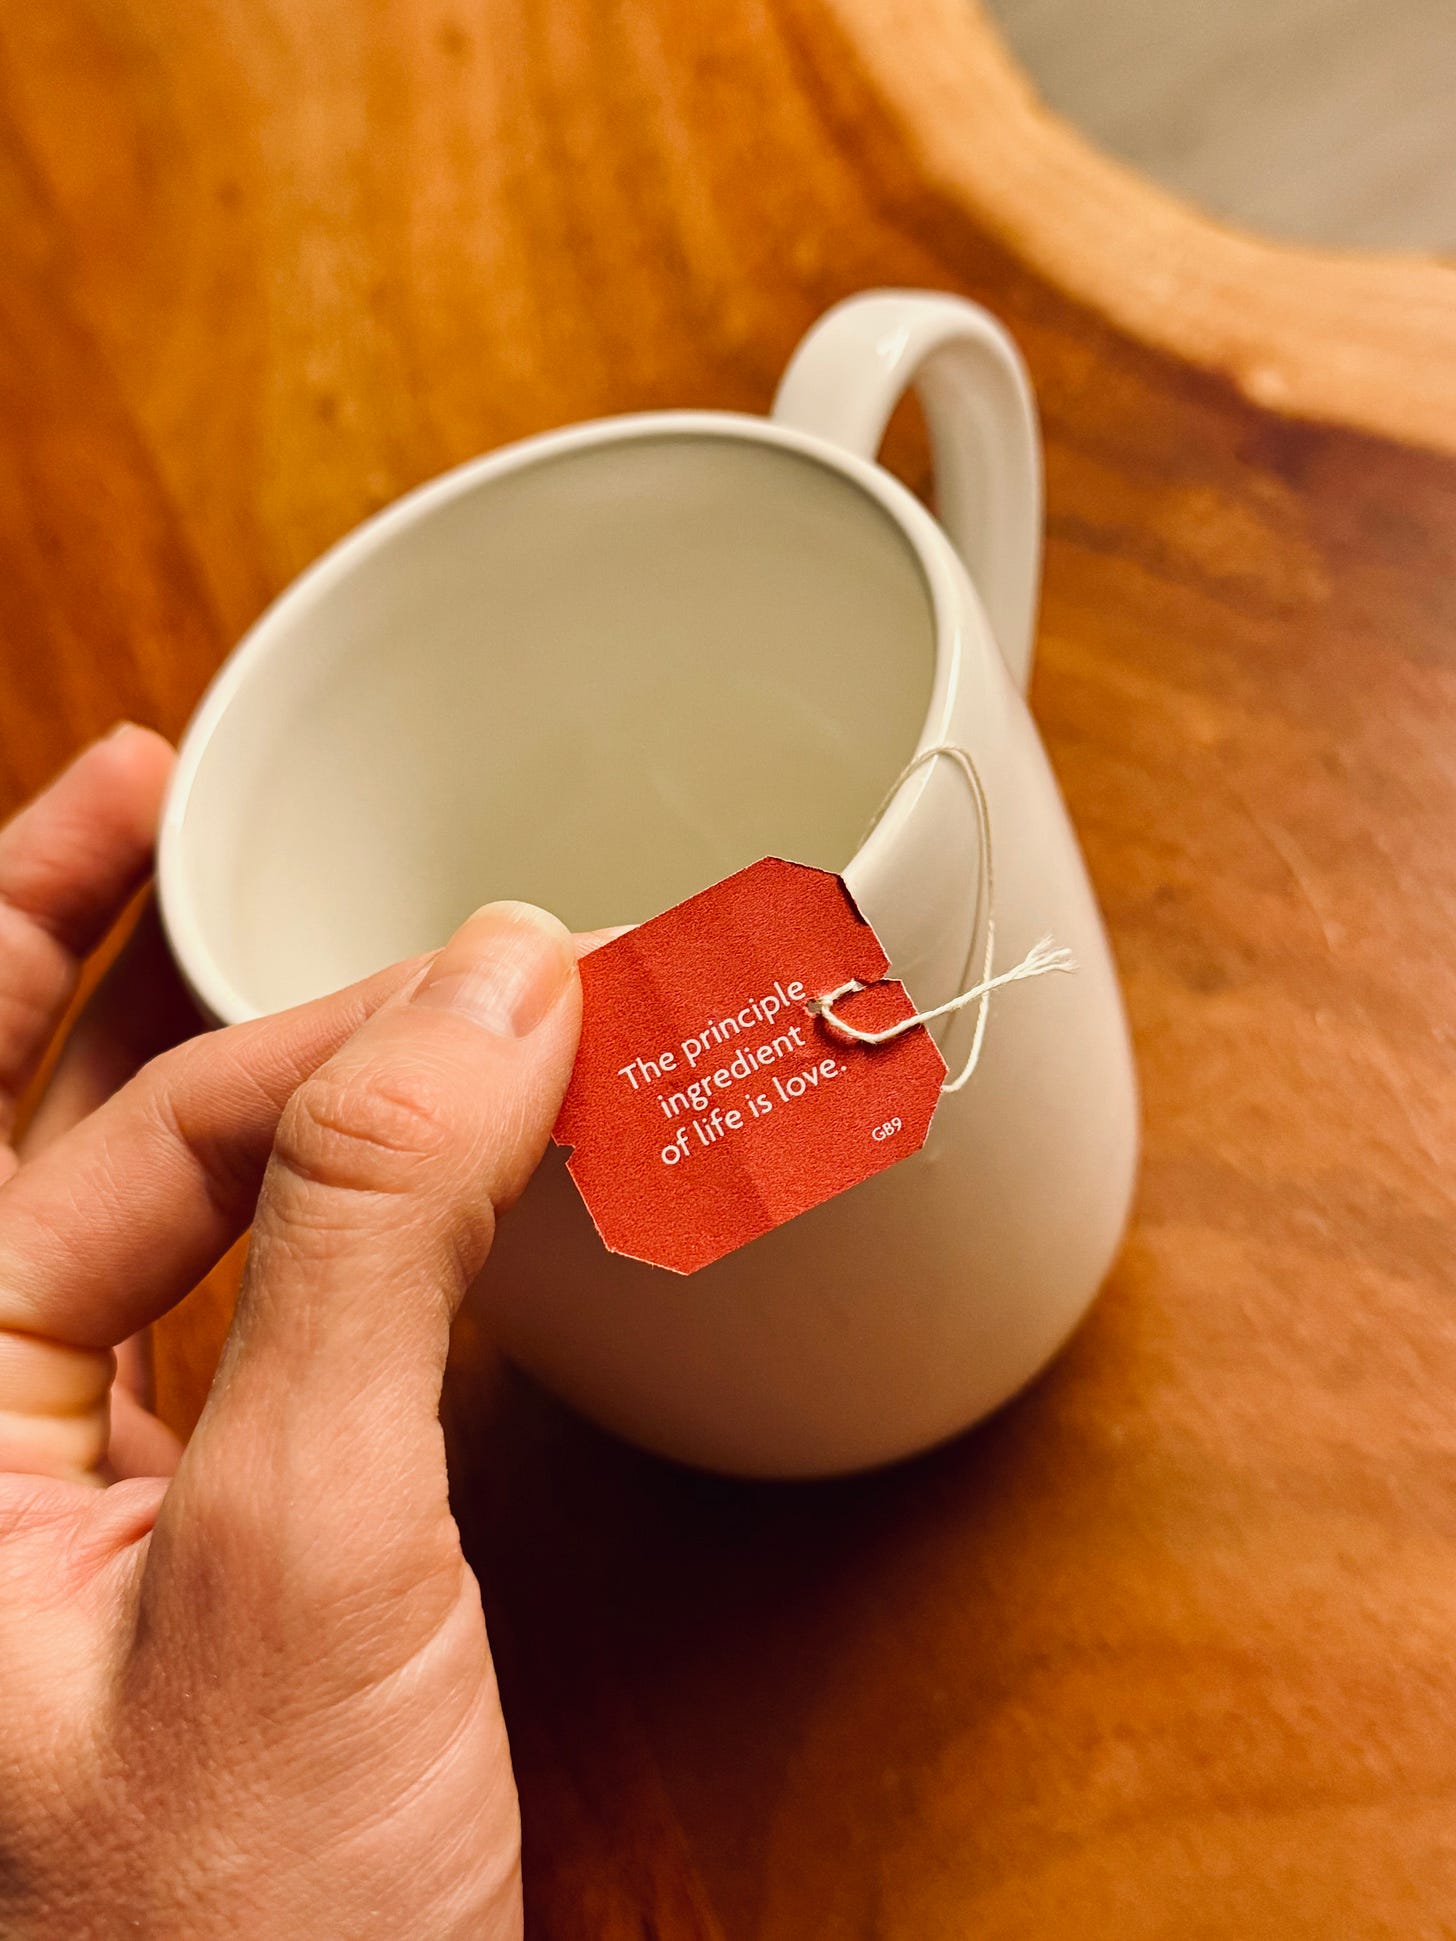 The principle
ingredient
of life is love.
GB9